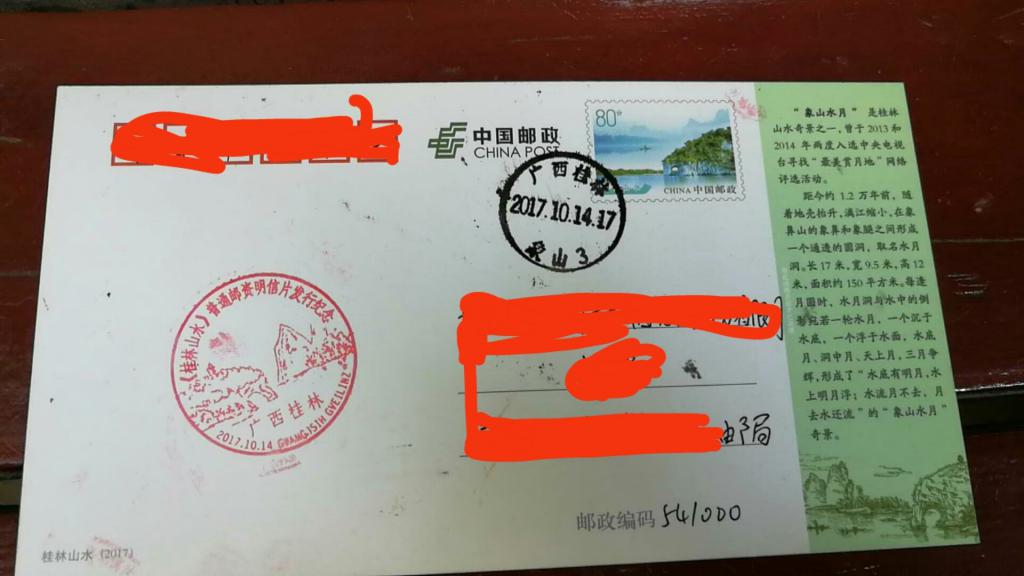 中国邮政
CHINA POST
80分
CHINA 中国邮政
广西桂林
2017.10.14.17
象山3
《桂林山水》普通邮资明信片发行纪念
广西桂林
2017.10.14 GVANGJSIH GVEILINZ
邮局
邮政编码 541000
桂林山水 (2017)
“象山水月”是桂林
山水奇景之一，曾于2013和
2014年两度入选中央电视
台寻找“最美赏月地”网络
评选活动。
距今约1.2万年前，随
着地壳抬升，漓江缩小，在象
鼻山的象鼻和象腿之间形成
一个通透的圆洞，取名水月
洞。长17米，宽9.5米，高12
米，面积约150平方米。每逢
月圆时，水月洞与水中的倒
影宛若一轮水月，一个沉于
水底，一个浮于水面，水底
月、洞中月、天上月，三月争
辉，形成了“水底有明月，水
上明月浮；水流月不去，月
去水还流”的“象山水月”
奇景。